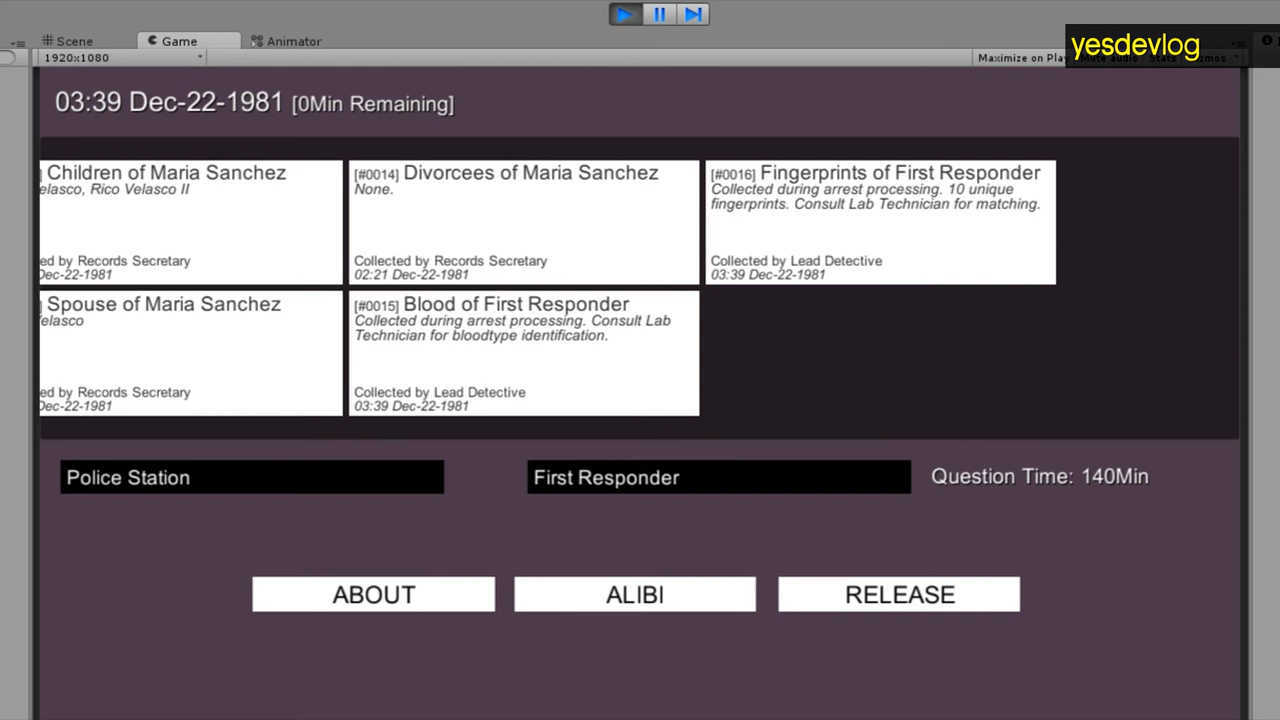 Scene
Game
Animator
yesdevlog
1920x1080
Maximize on Play
Mute audio
Stats
03:39 Dec-22-1981 [0Min Remaining]
] Children of Maria Sanchez
elasco, Rico Velasco II
ed by Records Secretary
Dec-22-1981
[#0014] Divorcees of Maria Sanchez
None.
Collected by Records Secretary
02:21 Dec-22-1981
[#0016] Fingerprints of First Responder
Collected during arrest processing. 10 unique
fingerprints. Consult Lab Technician for matching.
Collected by Lead Detective
03:39 Dec-22-1981
] Spouse of Maria Sanchez
elasco
ed by Records Secretary
Dec-22-1981
[#0015] Blood of First Responder
Collected during arrest processing. Consult Lab
Technician for bloodtype identification.
Collected by Lead Detective
03:39 Dec-22-1981
Police Station
First Responder
Question Time: 140Min
ABOUT
ALIBI
RELEASE